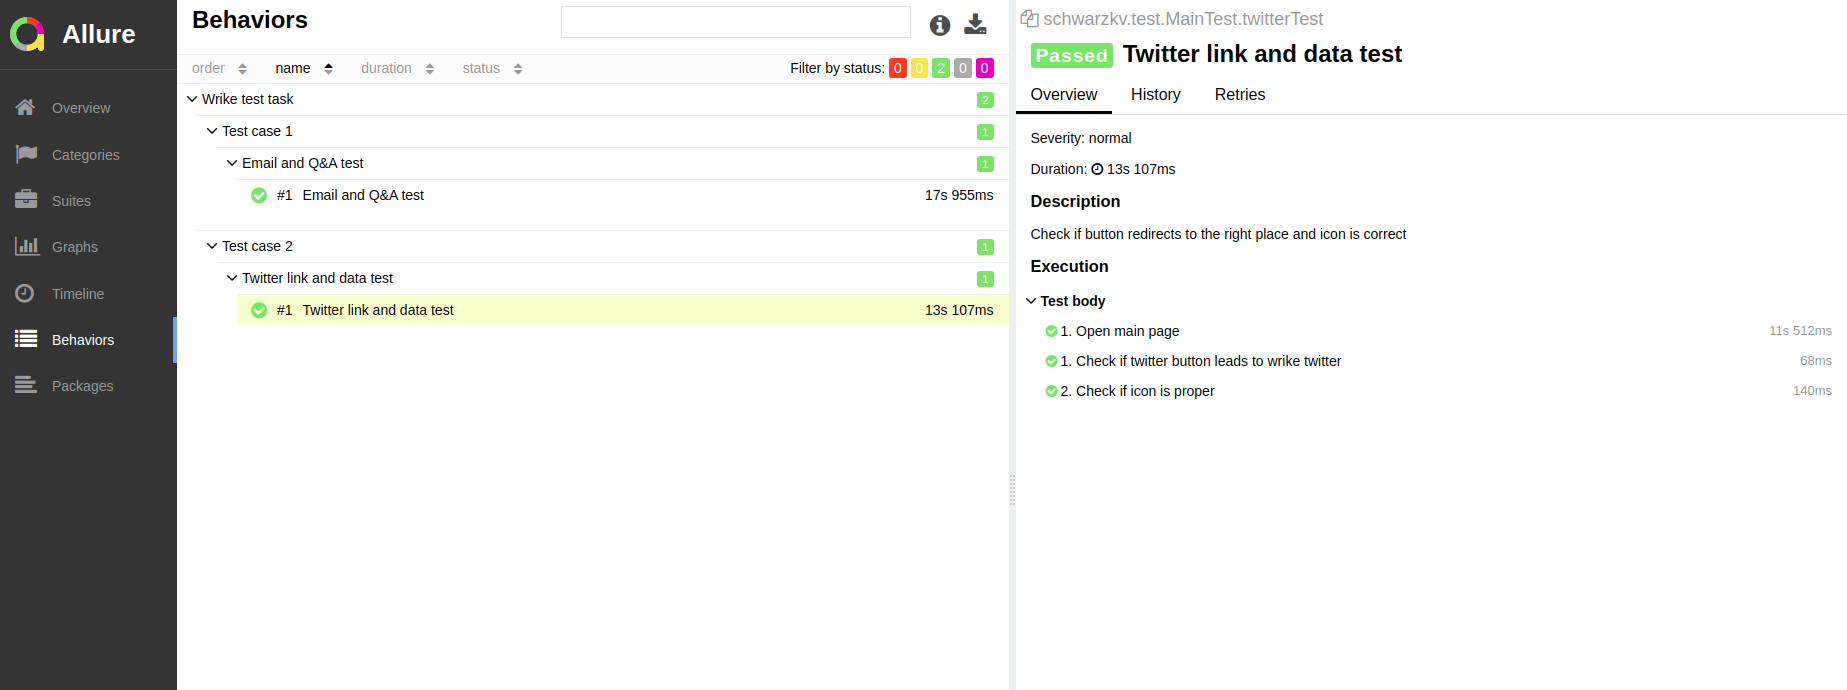 Allure
Overview
Categories
Suites
Graphs
Timeline
Behaviors
Packages
Behaviors
order name duration status Filter by status: 0 0 2 0 0
Wrike test task 2
Test case 1 1
Email and Q&A test 1
#1 Email and Q&A test 17s 955ms
Test case 2 1
Twitter link and data test 1
#1 Twitter link and data test 13s 107ms
schwarzkv.test.MainTest.twitterTest
Passed Twitter link and data test
Overview History Retries
Severity: normal
Duration: 13s 107ms
Description
Check if button redirects to the right place and icon is correct
Execution
Test body
1. Open main page 11s 512ms
1. Check if twitter button leads to wrike twitter 68ms
2. Check if icon is proper 140ms